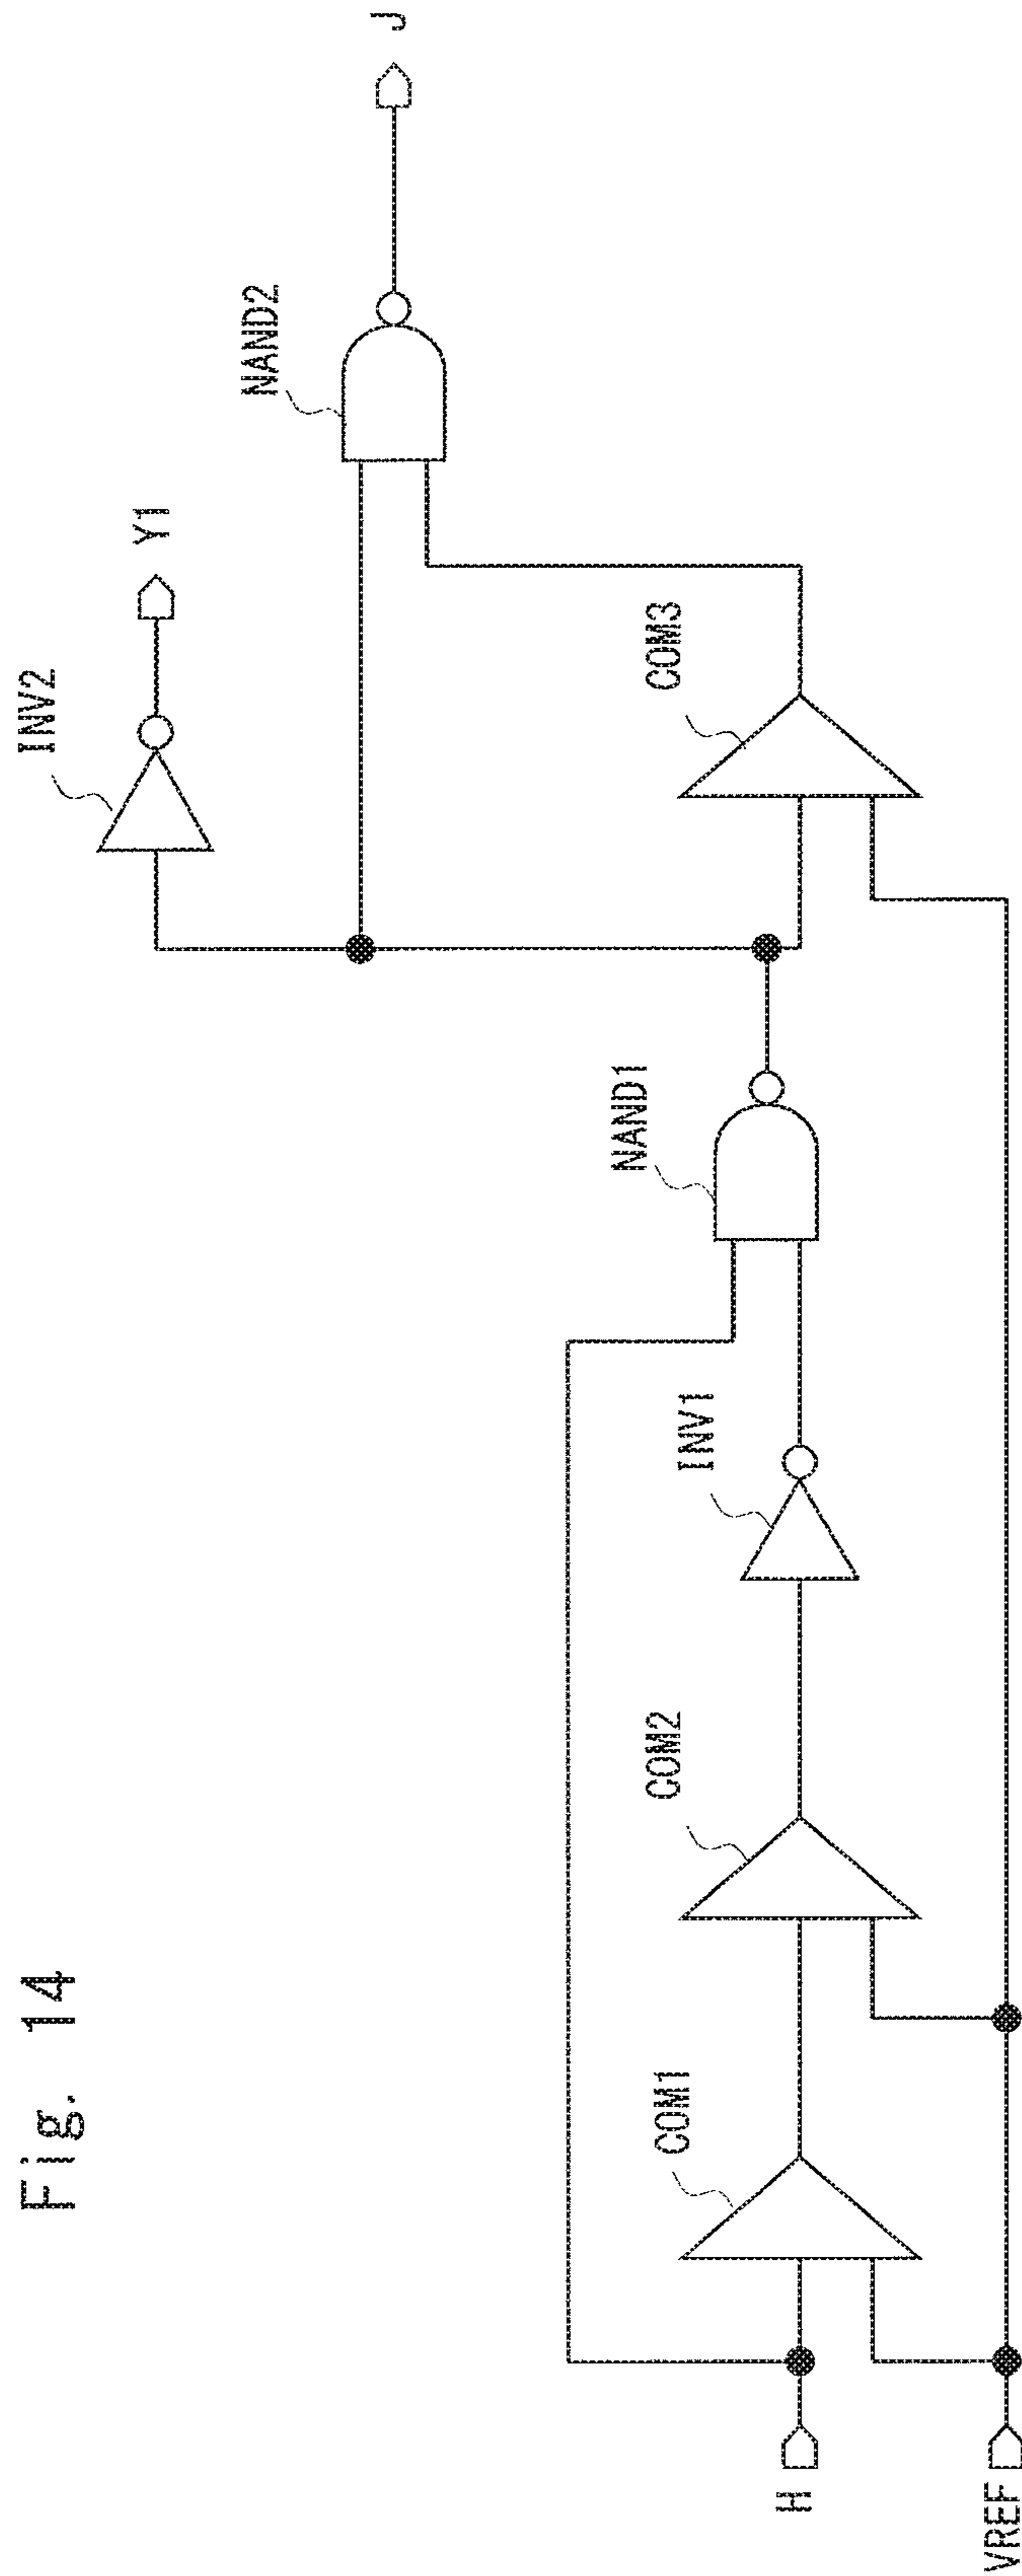 Fig. 14
H
VREF
COM1
COM2
INV1
NAND1
COM3
INV2
Y1
NAND2
J